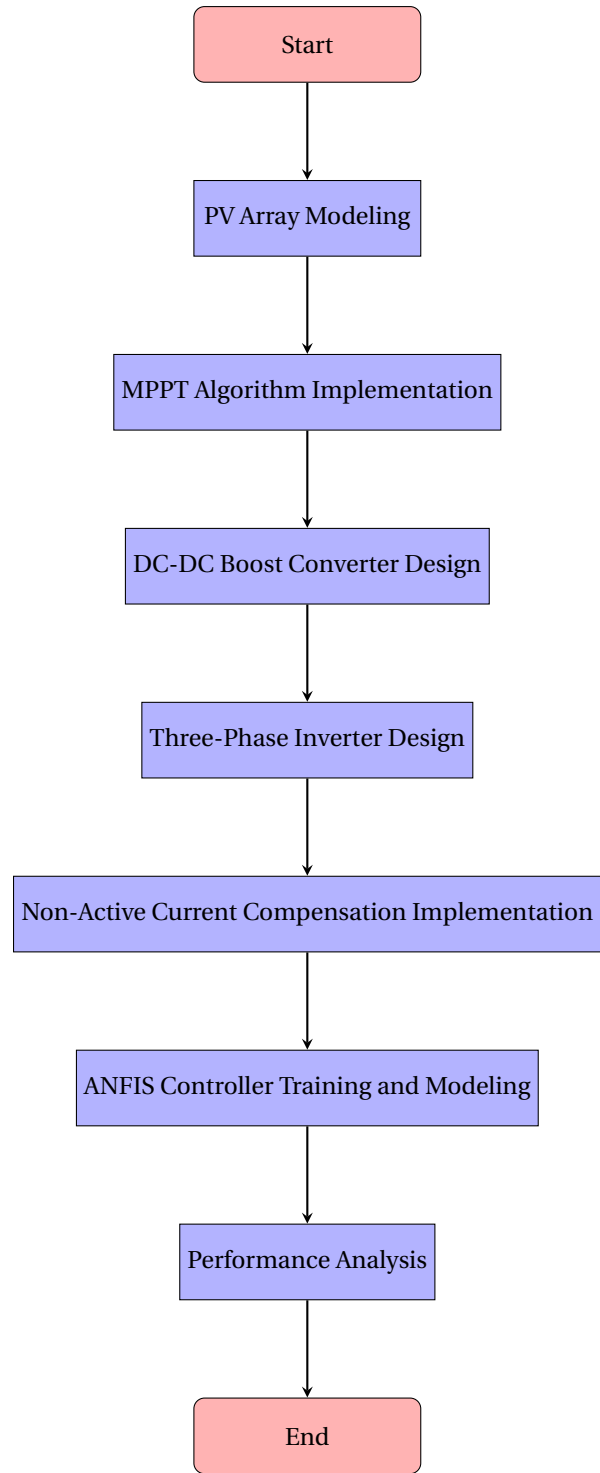 Start
PV Array Modeling
MPPT Algorithm Implementation
DC-DC Boost Converter Design
Three-Phase Inverter Design
Non-Active Current Compensation Implementation
ANFIS Controller Training and Modeling
Performance Analysis
End